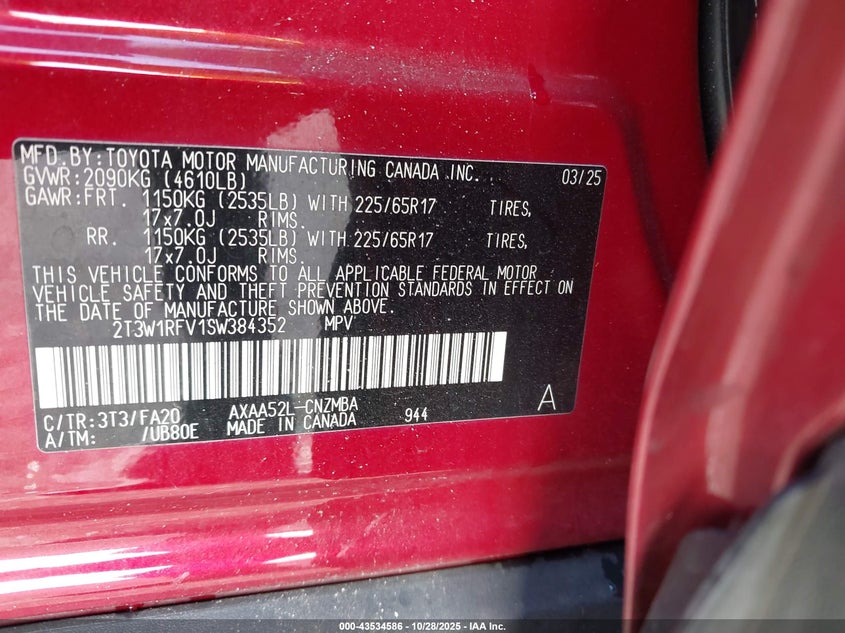 MFD.BY:TOYOTA MOTOR MANUFACTURING CANADA INC. 03/25
GVWR:2090KG (4610LB)
GAWR:FRT. 1150KG (2535LB) WITH 225/65R17 TIRES,
17x7.0J RIMS.
RR. 1150KG (2535LB) WITH 225/65R17 TIRES,
17x7.0J RIMS.
THIS VEHICLE CONFORMS TO ALL APPLICABLE FEDERAL MOTOR
VEHICLE SAFETY AND THEFT PREVENTION STANDARDS IN EFFECT ON
THE DATE OF MANUFACTURE SHOWN ABOVE.
2T3W1RFV1SW384352 MPV
C/TR:3T3/FA20 AXAA52L-CNZMBA 944 A
A/TM: /UB80E MADE IN CANADA
000-43534586 | 10/28/2025 | IAA Inc.